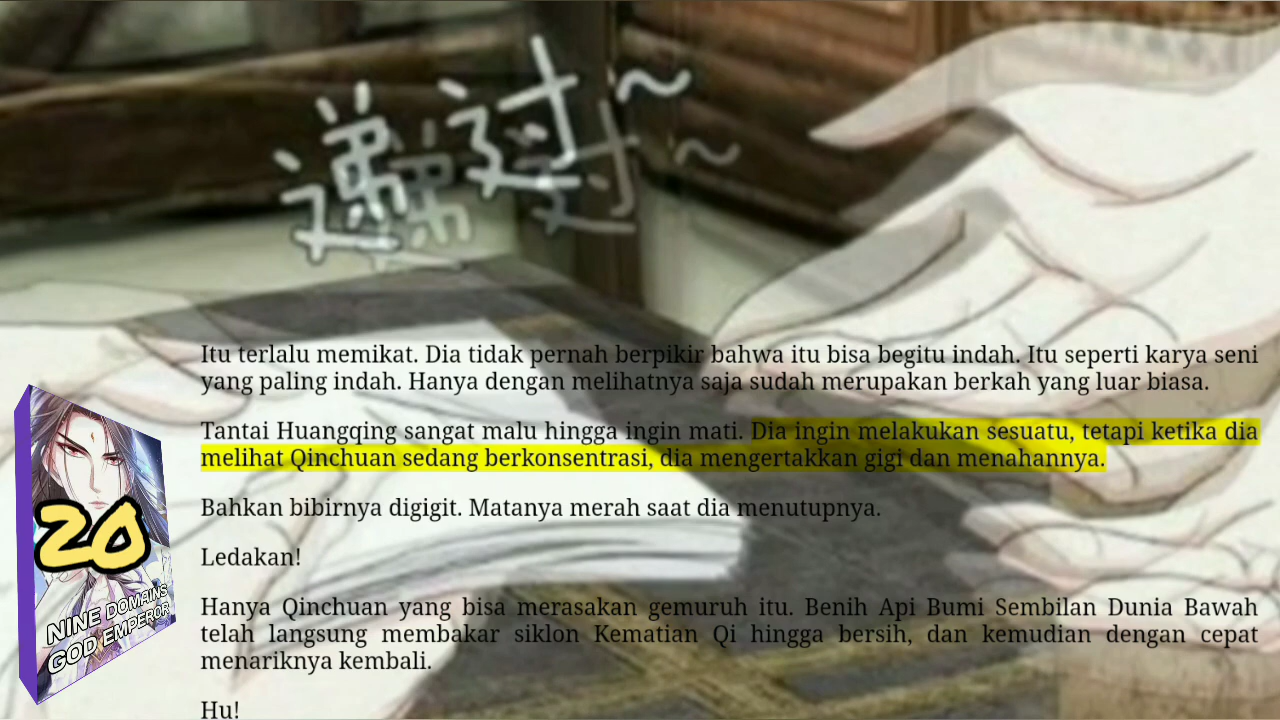 递过~
Itu terlalu memikat. Dia tidak pernah berpikir bahwa itu bisa begitu indah. Itu seperti karya seni
yang paling indah. Hanya dengan melihatnya saja sudah merupakan berkah yang luar biasa.
Tantai Huangqing sangat malu hingga ingin mati. Dia ingin melakukan sesuatu, tetapi ketika dia
melihat Qinchuan sedang berkonsentrasi, dia mengertakkan gigi dan menahannya.
Bahkan bibirnya digigit. Matanya merah saat dia menutupnya.
Ledakan!
Hanya Qinchuan yang bisa merasakan gemuruh itu. Benih Api Bumi Sembilan Dunia Bawah
telah langsung membakar siklon Kematian Qi hingga bersih, dan kemudian dengan cepat
menariknya kembali.
Hu!
20
NINE DOMAINS
GOD EMPEROR